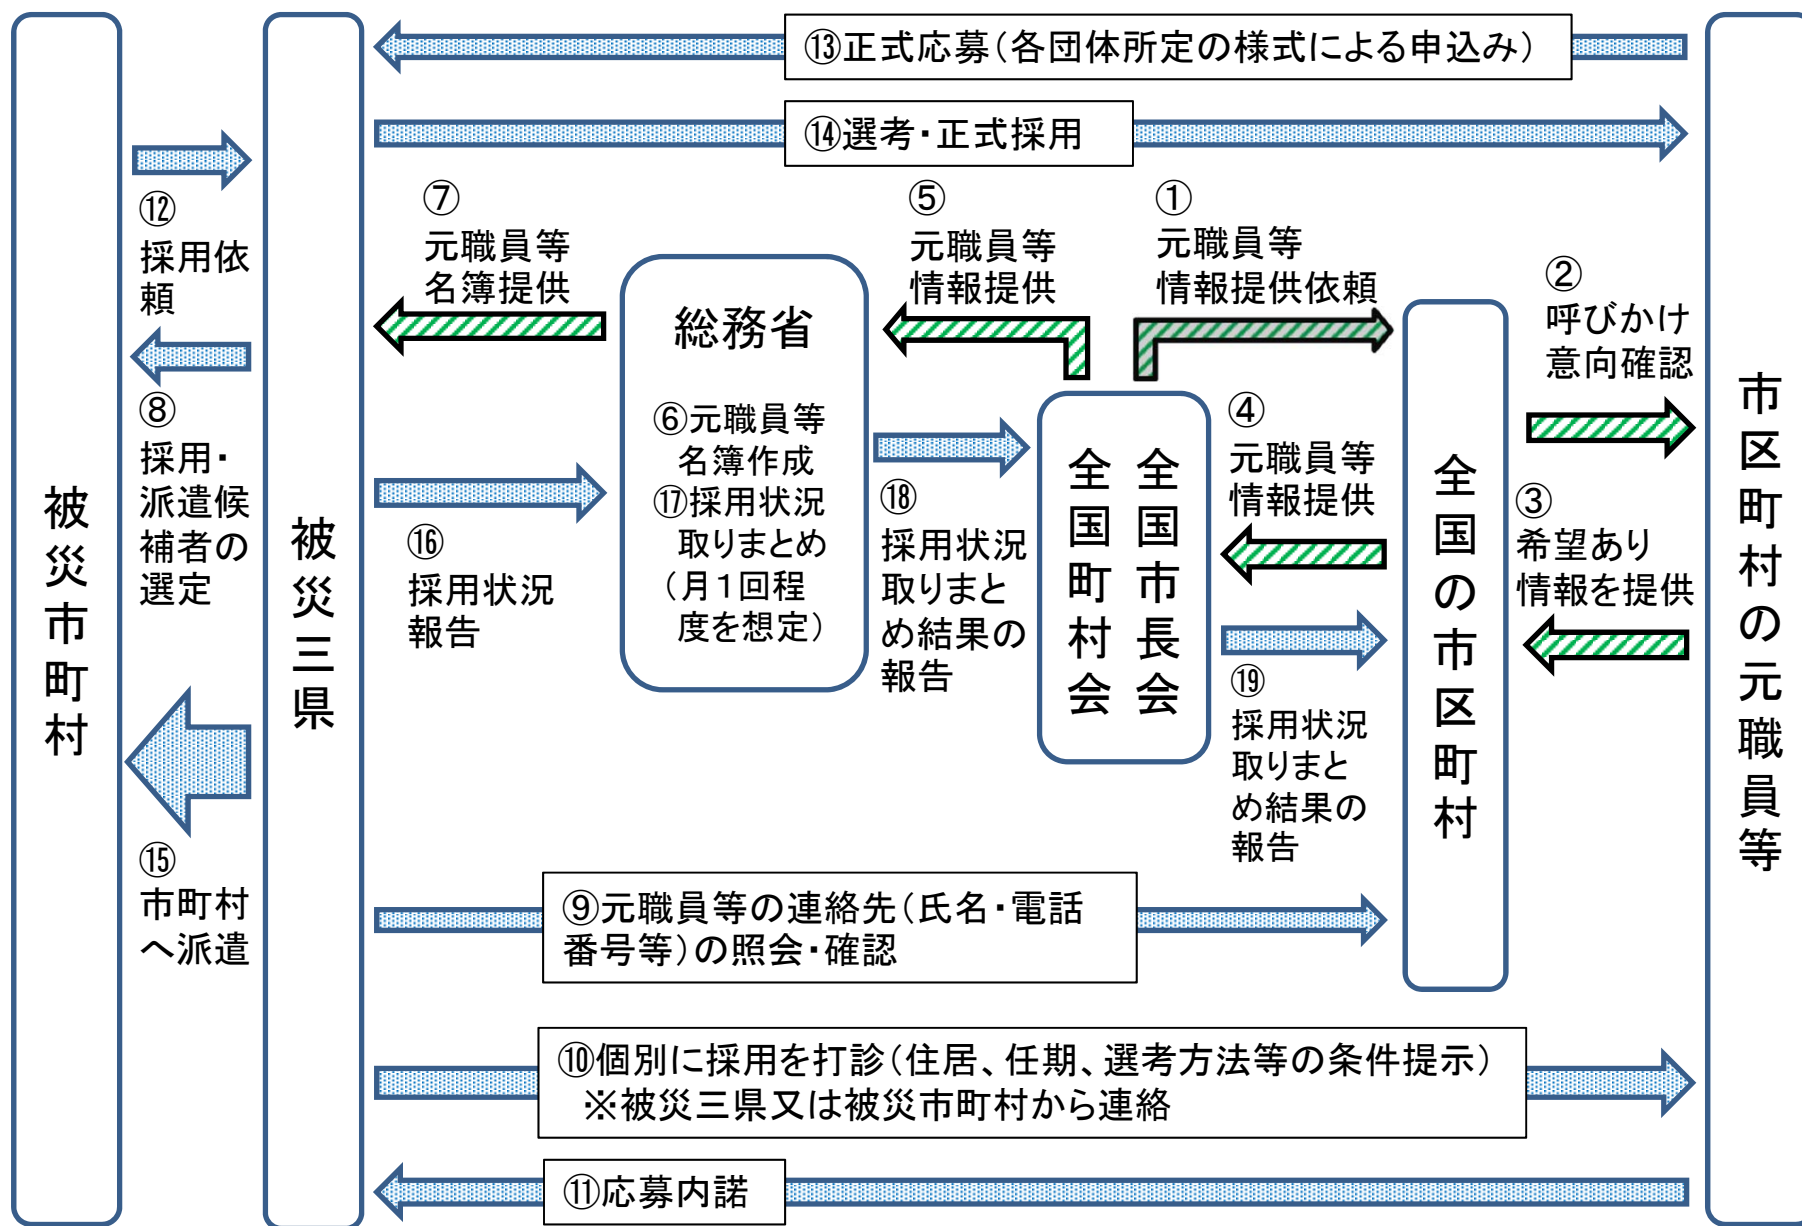 ⑬正式応募（各団体所定の様式による申込み）
⑭選考・正式採用
⑫
採用依
頼
⑧
採用・
派遣候
補者の
選定
⑮
市町村
へ派遣
被災市町村
被災三県
⑦
元職員等
名簿提供
⑯
採用状況
報告
総務省
⑥元職員等
名簿作成
⑰採用状況
取りまとめ
（月１回程
度を想定）
⑤
元職員等
情報提供
①
元職員等
情報提供依頼
⑱
採用状況
取りまと
め結果の
報告
全国市長会
全国町村会
④
元職員等
情報提供
⑲
採用状況
取りまと
め結果の
報告
全国の市区町村
②
呼びかけ
意向確認
③
希望あり
情報を提供
市区町村の元職員等
⑨元職員等の連絡先（氏名・電話
番号等）の照会・確認
⑩個別に採用を打診（住居、任期、選考方法等の条件提示）
※被災三県又は被災市町村から連絡
⑪応募内諾